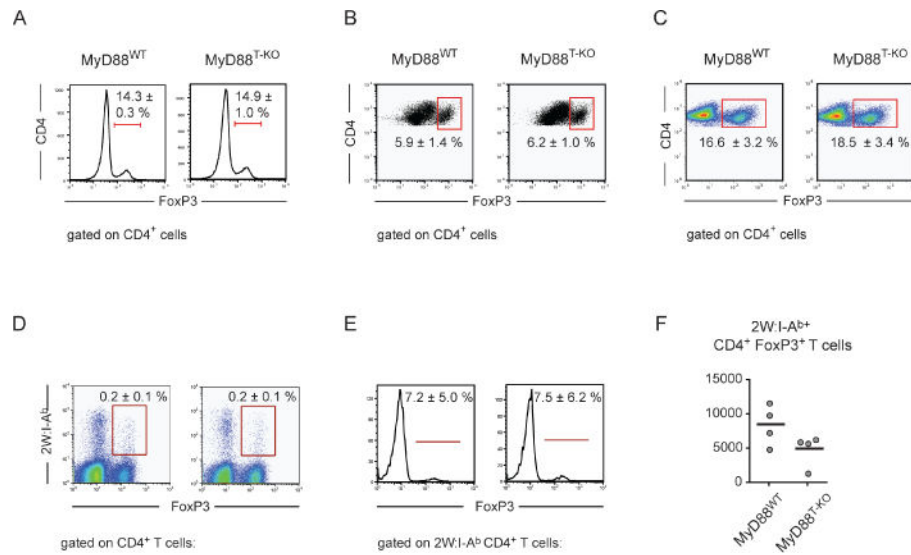 A
MyD88WT
MyD88T-KO
CD4
14.3 ±
0.3 %
14.9 ±
1.0 %
FoxP3
gated on CD4+ cells
B
MyD88WT
MyD88T-KO
CD4
5.9 ± 1.4 %
6.2 ± 1.0 %
FoxP3
gated on CD4+ cells
C
MyD88WT
MyD88T-KO
CD4
16.6 ± 3.2 %
18.5 ± 3.4 %
FoxP3
gated on CD4+ cells
D
2W:I-Ab
0.2 ± 0.1 %
0.2 ± 0.1 %
FoxP3
gated on CD4+ T cells:
E
7.2 ± 5.0 %
7.5 ± 6.2 %
FoxP3
gated on 2W:I-Ab CD4+ T cells:
F
2W:I-Ab+
CD4+ FoxP3+ T cells
15000
10000
5000
0
MyD88WT
MyD88T-KO